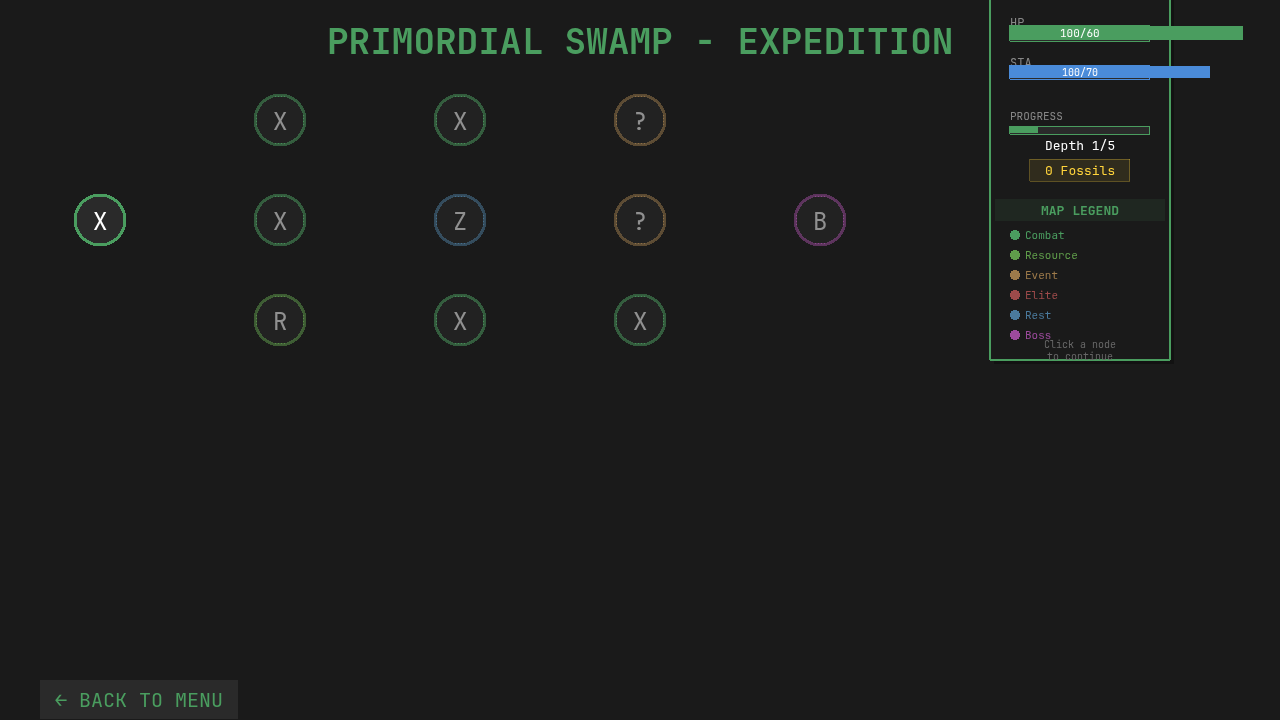 PRIMORDIAL SWAMP - EXPEDITION
HP
100/60
STA
100/70
PROGRESS
Depth 1/5
0 Fossils
MAP LEGEND
Combat
Resource
Event
Elite
Rest
Boss
Click a node
to continue
X X ?
X X Z ? B
R X X
← BACK TO MENU